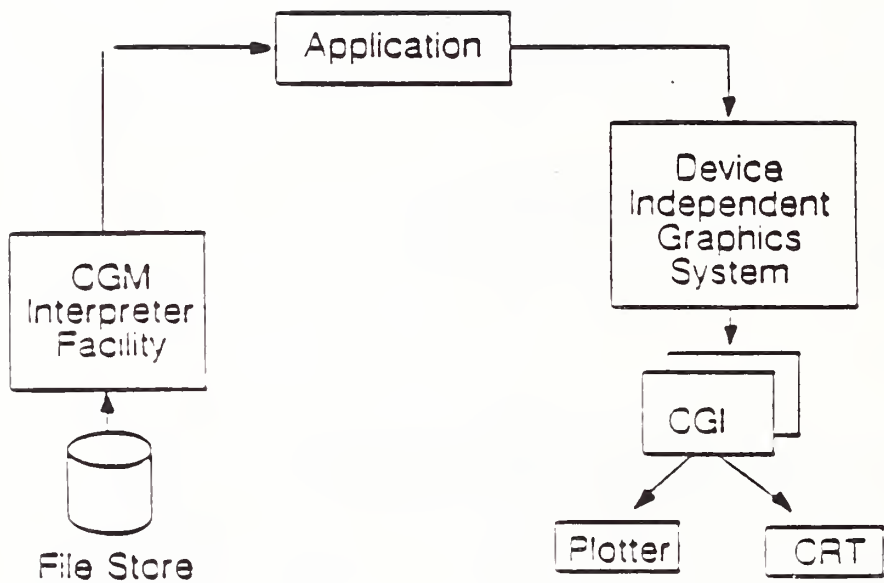 Application
Device
Independent
Graphics
System
CGM
Interpreter
Facility
CGI
File Store
Plotter
CRT